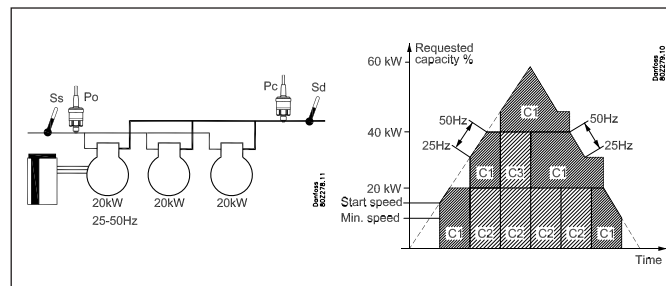 Ss
Po
Pc
Sd
20kW
20kW
20kW
25-50Hz
Danfoss
80Z278.11
Requested
capacity %
60 kW
40 kW
20 kW
Start speed
Min. speed
50Hz
25Hz
50Hz
25Hz
C1
C1
C3
C1
C1
C2
C2
C2
C2
C1
Time
Danfoss
80Z279.10